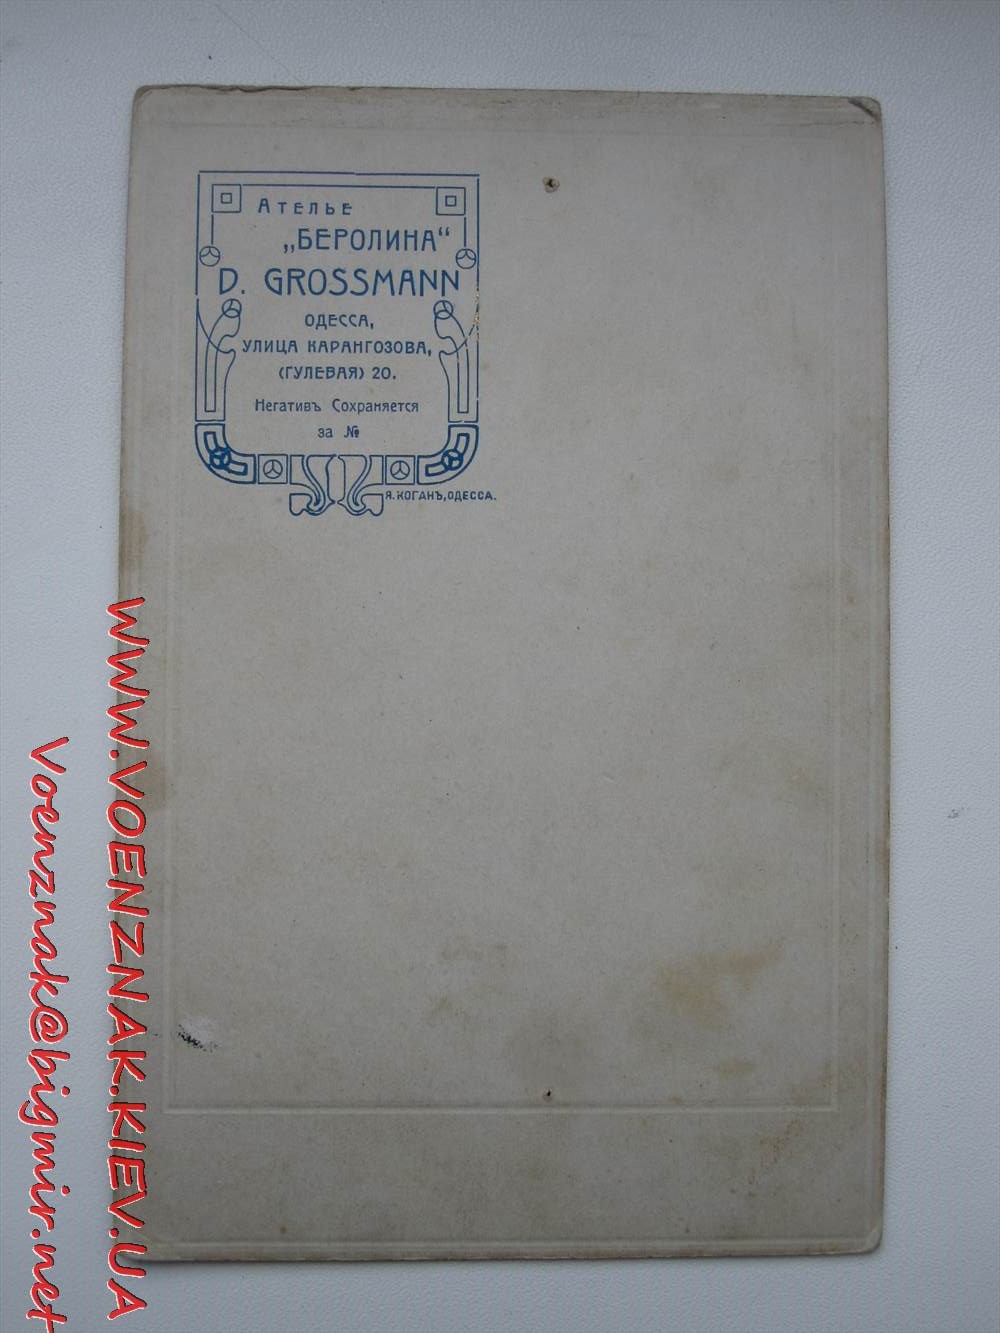 Ателье
„БЕРОЛИНА“
D. GROSSMANN
ОДЕССА,
УЛИЦА КАРАНГОЗОВА,
(ГУЛЕВАЯ) 20.
Негативъ Сохраняется
за №
Я. КОГАНЪ, ОДЕССА.
WWW.VOENZNAK.KIEV.UA
Voenznak@bigmir.net